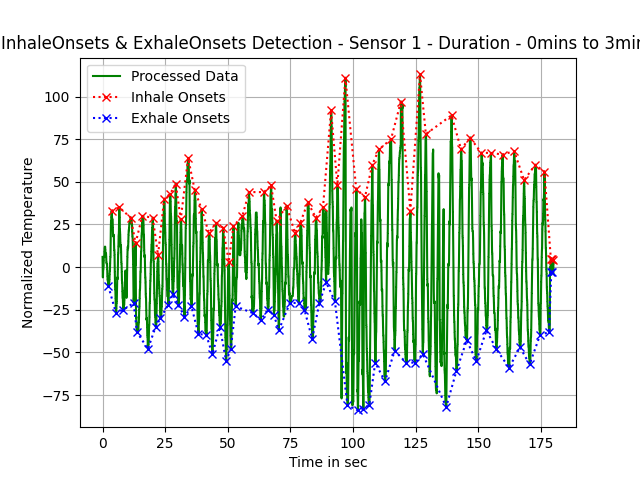 InhaleOnsets & ExhaleOnsets Detection - Sensor 1 - Duration - 0mins to 3min
Processed Data
Inhale Onsets
Exhale Onsets
Normalized Temperature
100
75
50
25
0
−25
−50
−75
0 25 50 75 100 125 150 175
Time in sec